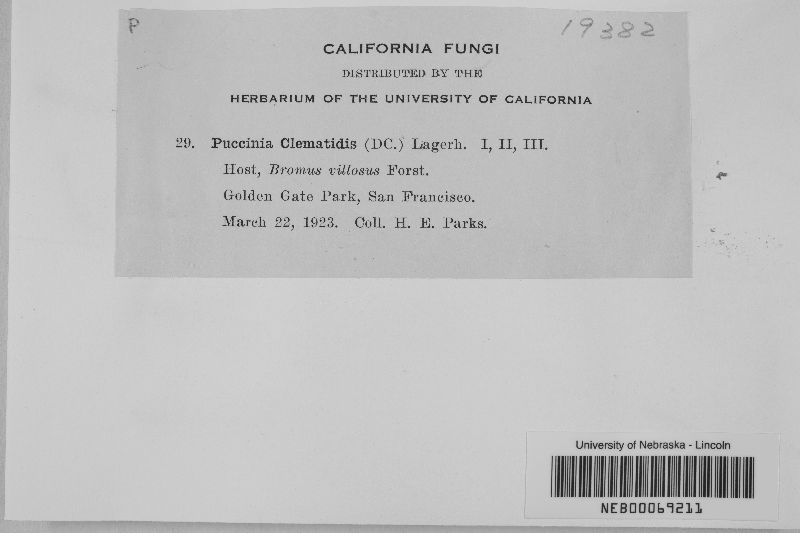 P
19382
CALIFORNIA FUNGI
DISTRIBUTED BY THE
HERBARIUM OF THE UNIVERSITY OF CALIFORNIA
29. Puccinia Clematidis (DC.) Lagerh. I, II, III.
Host, Bromus villosus Forst.
Golden Gate Park, San Francisco.
March 22, 1923. Coll. H. E. Parks.
University of Nebraska - Lincoln
NEB00069211